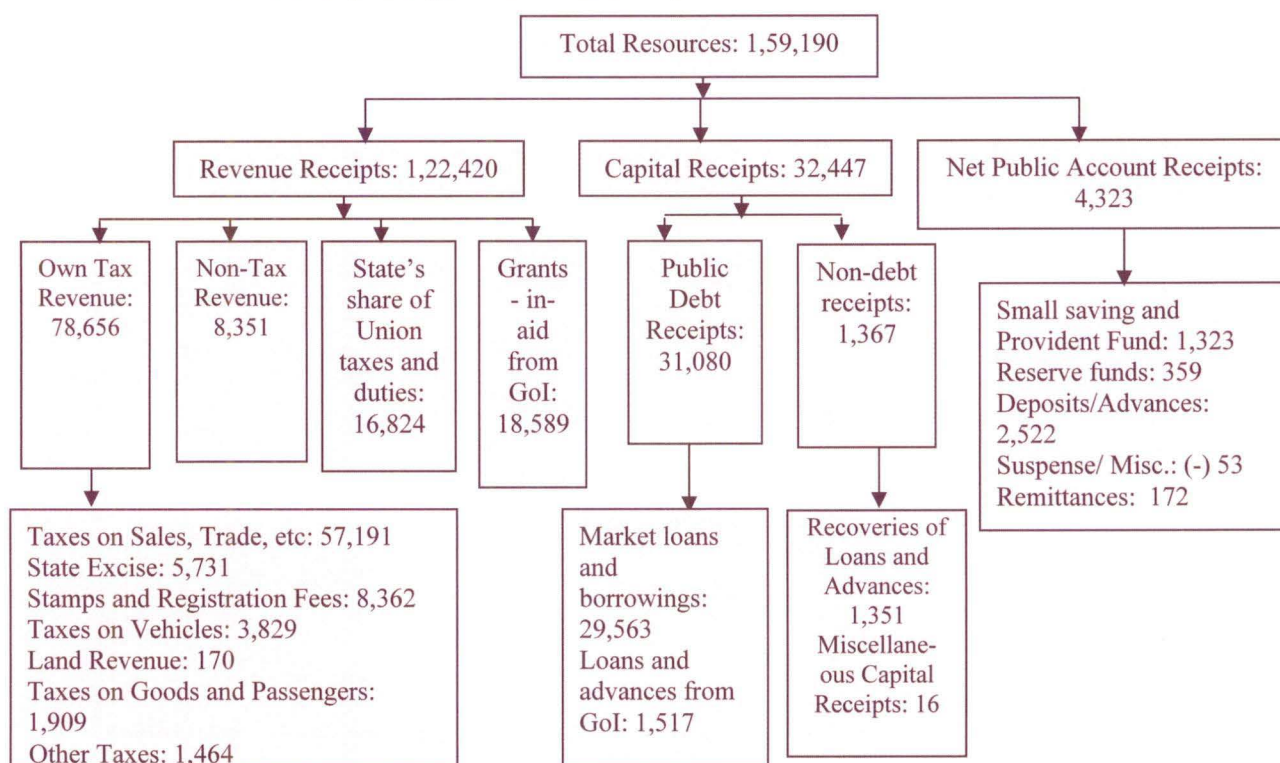 Total Resources: 1,59,190
Revenue Receipts: 1,22,420
Capital Receipts: 32,447
Net Public Account Receipts:
4,323
Own Tax
Revenue:
78,656
Non-Tax
Revenue:
8,351
State's
share of
Union
taxes and
duties:
16,824
Grants
- in-
aid
from
GoI:
18,589
Public
Debt
Receipts:
31,080
Non-debt
receipts:
1,367
Small saving and
Provident Fund: 1,323
Reserve funds: 359
Deposits/Advances:
2,522
Suspense/ Misc.: (-) 53
Remittances: 172
Taxes on Sales, Trade, etc: 57,191
State Excise: 5,731
Stamps and Registration Fees: 8,362
Taxes on Vehicles: 3,829
Land Revenue: 170
Taxes on Goods and Passengers:
1,909
Other Taxes: 1,464
Market loans
and
borrowings:
29,563
Loans and
advances from
GoI: 1,517
Recoveries of
Loans and
Advances:
1,351
Miscellane-
ous Capital
Receipts: 16